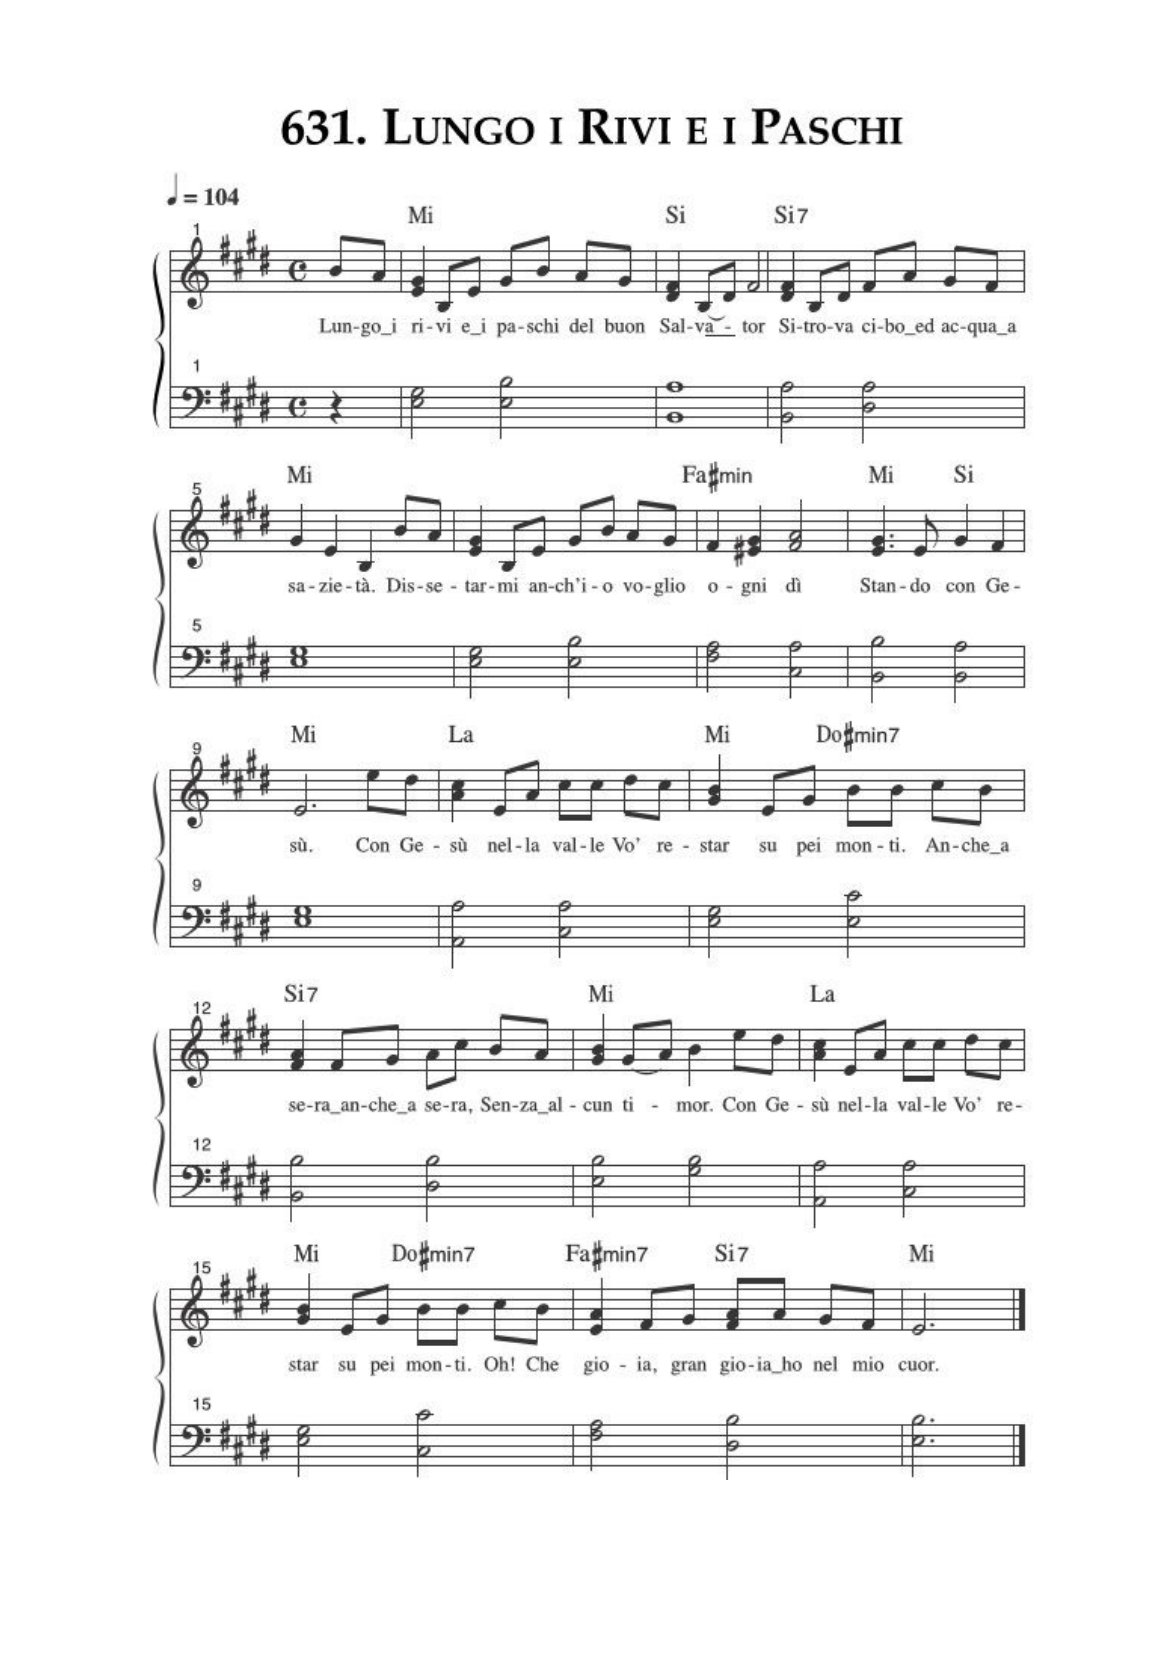 631. Lungo i Rivi e i Paschi
♩ = 104
Mi Si Si7
1
Lun-go_i ri-vi e_i pa-schi del buon Sal-va - tor Si-tro-va ci-bo_ed ac-qua_a
1
Mi Fa♯min Mi Si
5
sa-zie-tà. Dis-se - tar-mi an-ch'i-o vo-glio o - gni dì Stan-do con Ge-
5
Mi La Mi Do♯min7
9
sù. Con Ge - sù nel-la val-le Vo' re - star su pei mon-ti. An-che_a
9
Si7 Mi La
12
se-ra_an-che_a se-ra, Sen-za_al - cun ti - mor. Con Ge - sù nel-la val-le Vo' re-
12
Mi Do♯min7 Fa♯min7 Si7 Mi
15
star su pei mon-ti. Oh! Che gio - ia, gran gio-ia_ho nel mio cuor.
15